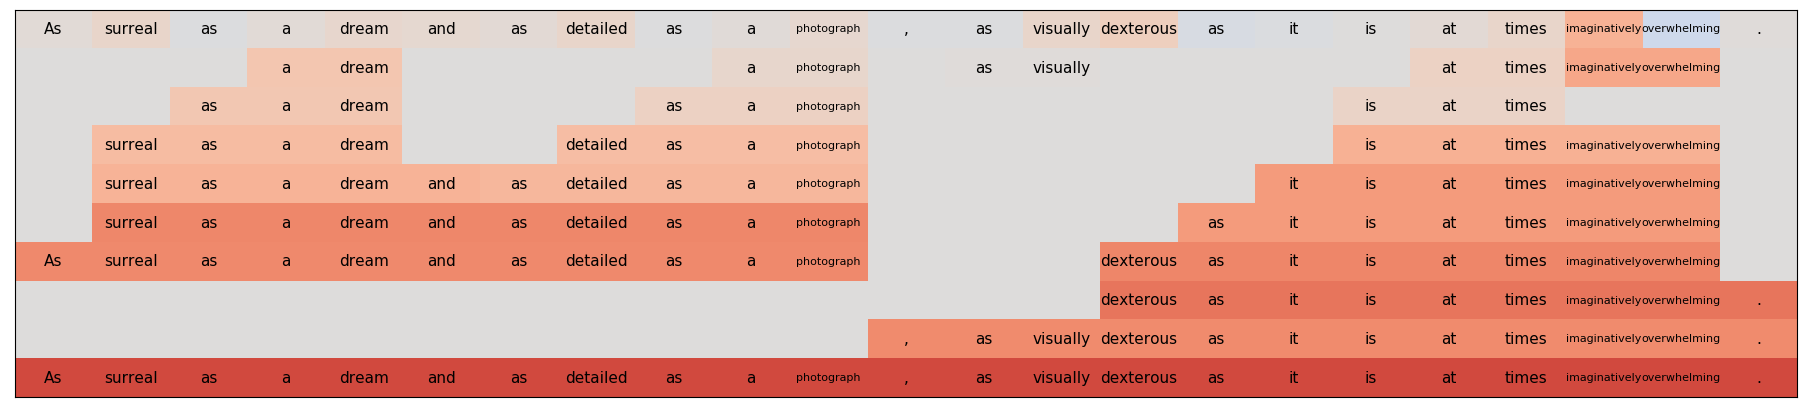 As surreal as a dream and as detailed as a photograph , as visually dexterous as it is at times imaginatively overwhelming .
a dream a photograph as visually at times imaginatively overwhelming
as a dream as a photograph is at times
surreal as a dream detailed as a photograph is at times imaginatively overwhelming
surreal as a dream and as detailed as a photograph it is at times imaginatively overwhelming
surreal as a dream and as detailed as a photograph as it is at times imaginatively overwhelming
As surreal as a dream and as detailed as a photograph dexterous as it is at times imaginatively overwhelming
dexterous as it is at times imaginatively overwhelming .
, as visually dexterous as it is at times imaginatively overwhelming .
As surreal as a dream and as detailed as a photograph , as visually dexterous as it is at times imaginatively overwhelming .